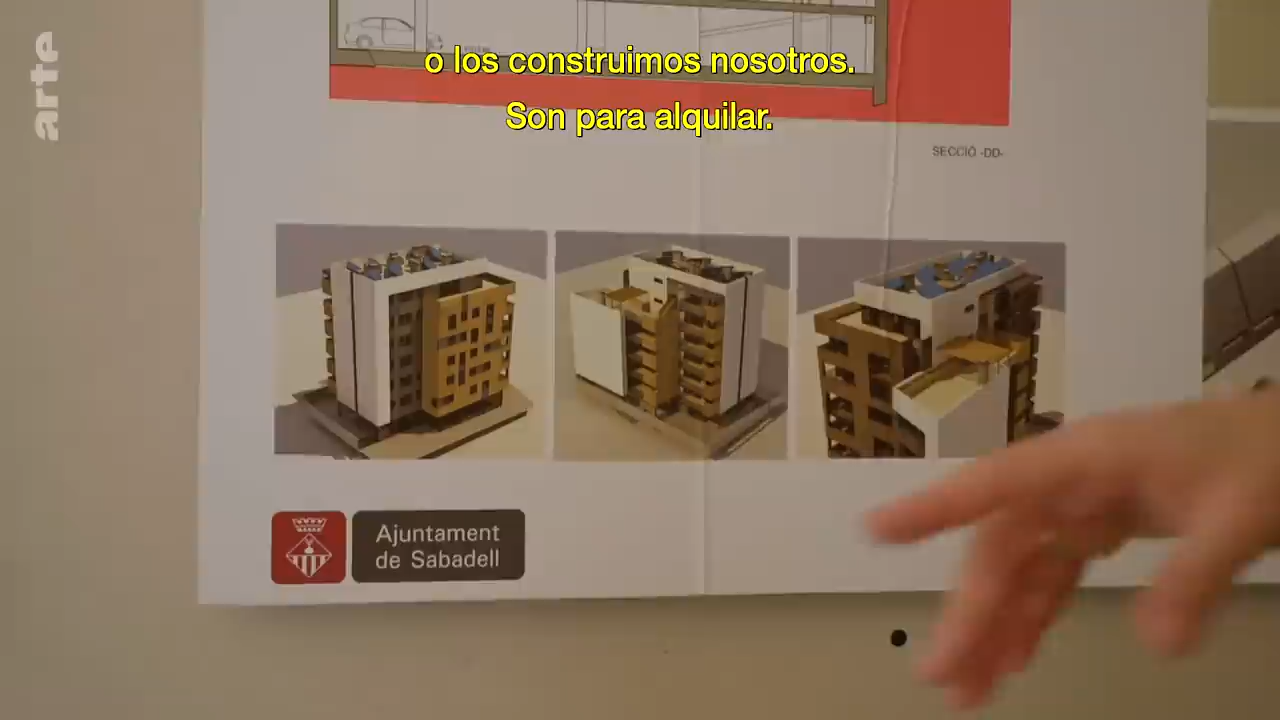 arte
o los construimos nosotros.
Son para alquilar.
SECCIÓ -DD-
Ajuntament
de Sabadell